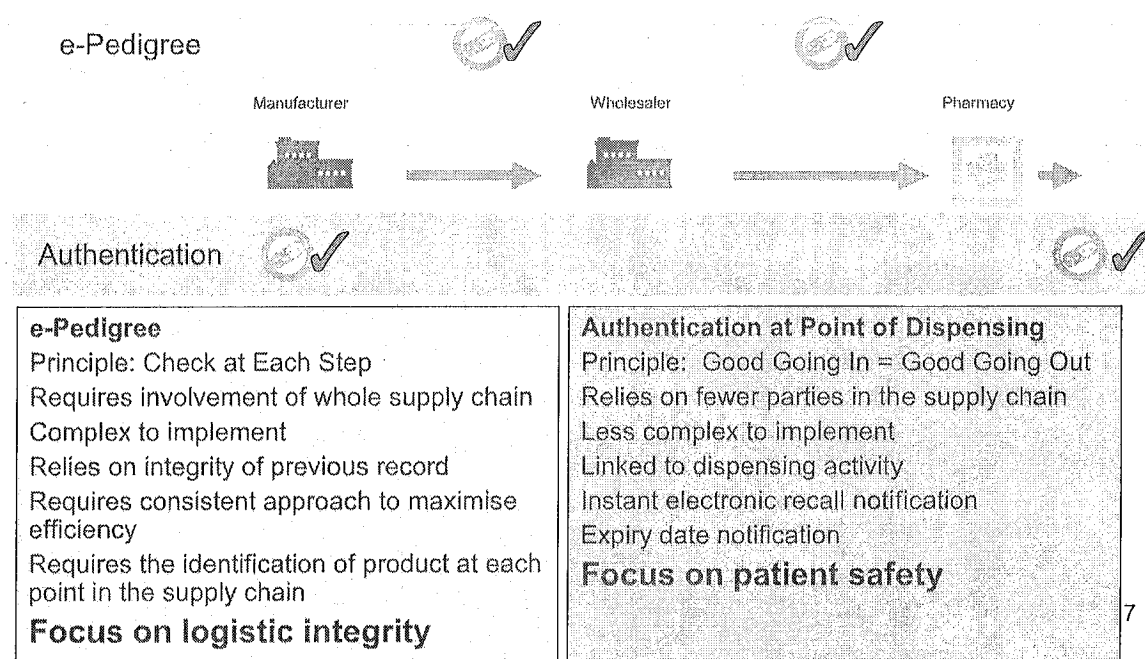 e-Pedigree
Manufacturer
Wholesaler
Pharmacy
Authentication
e-Pedigree
Principle: Check at Each Step
Requires involvement of whole supply chain
Complex to implement
Relies on integrity of previous record
Requires consistent approach to maximise
efficiency
Requires the identification of product at each
point in the supply chain
Focus on logistic integrity
Authentication at Point of Dispensing
Principle: Good Going In = Good Going Out
Relies on fewer parties in the supply chain
Less complex to implement
Linked to dispensing activity
Instant electronic recall notification
Expiry date notification
Focus on patient safety
7